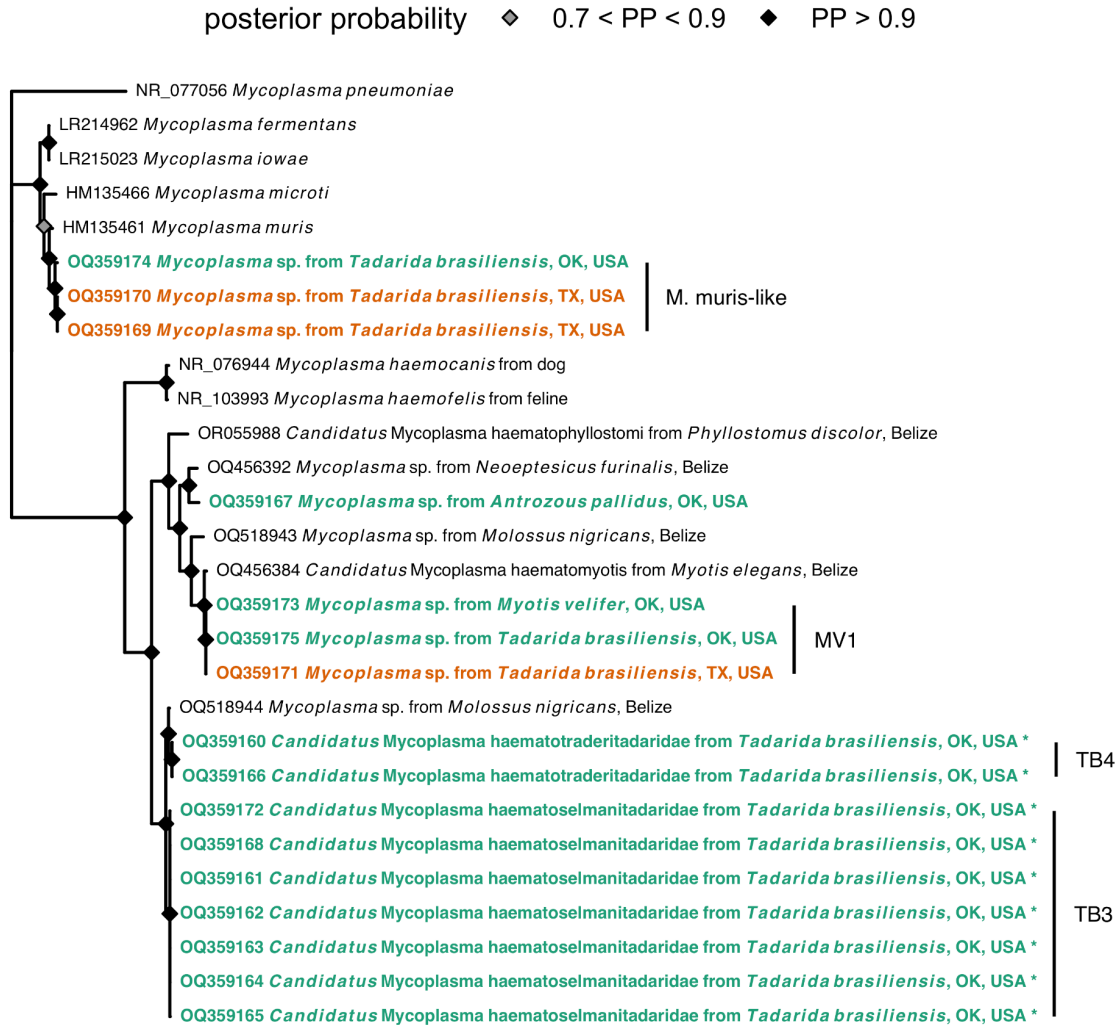 posterior probability 0.7 < PP < 0.9 PP > 0.9
NR_077056 Mycoplasma pneumoniae
LR214962 Mycoplasma fermentans
LR215023 Mycoplasma iowae
HM135466 Mycoplasma microti
HM135461 Mycoplasma muris
OQ359174 Mycoplasma sp. from Tadarida brasiliensis, OK, USA
OQ359170 Mycoplasma sp. from Tadarida brasiliensis, TX, USA
M. muris-like
OQ359169 Mycoplasma sp. from Tadarida brasiliensis, TX, USA
NR_076944 Mycoplasma haemocanis from dog
NR_103993 Mycoplasma haemofelis from feline
OR055988 Candidatus Mycoplasma haematophyllostomi from Phyllostomus discolor, Belize
OQ456392 Mycoplasma sp. from Neoeptesicus furinalis, Belize
OQ359167 Mycoplasma sp. from Antrozous pallidus, OK, USA
OQ518943 Mycoplasma sp. from Molossus nigricans, Belize
OQ456384 Candidatus Mycoplasma haematomyotis from Myotis elegans, Belize
OQ359173 Mycoplasma sp. from Myotis velifer, OK, USA
OQ359175 Mycoplasma sp. from Tadarida brasiliensis, OK, USA
MV1
OQ359171 Mycoplasma sp. from Tadarida brasiliensis, TX, USA
OQ518944 Mycoplasma sp. from Molossus nigricans, Belize
OQ359160 Candidatus Mycoplasma haematotraderitadaridae from Tadarida brasiliensis, OK, USA *
TB4
OQ359166 Candidatus Mycoplasma haematotraderitadaridae from Tadarida brasiliensis, OK, USA *
OQ359172 Candidatus Mycoplasma haematoselmanitadaridae from Tadarida brasiliensis, OK, USA *
OQ359168 Candidatus Mycoplasma haematoselmanitadaridae from Tadarida brasiliensis, OK, USA *
OQ359161 Candidatus Mycoplasma haematoselmanitadaridae from Tadarida brasiliensis, OK, USA *
OQ359162 Candidatus Mycoplasma haematoselmanitadaridae from Tadarida brasiliensis, OK, USA *
TB3
OQ359163 Candidatus Mycoplasma haematoselmanitadaridae from Tadarida brasiliensis, OK, USA *
OQ359164 Candidatus Mycoplasma haematoselmanitadaridae from Tadarida brasiliensis, OK, USA *
OQ359165 Candidatus Mycoplasma haematoselmanitadaridae from Tadarida brasiliensis, OK, USA *